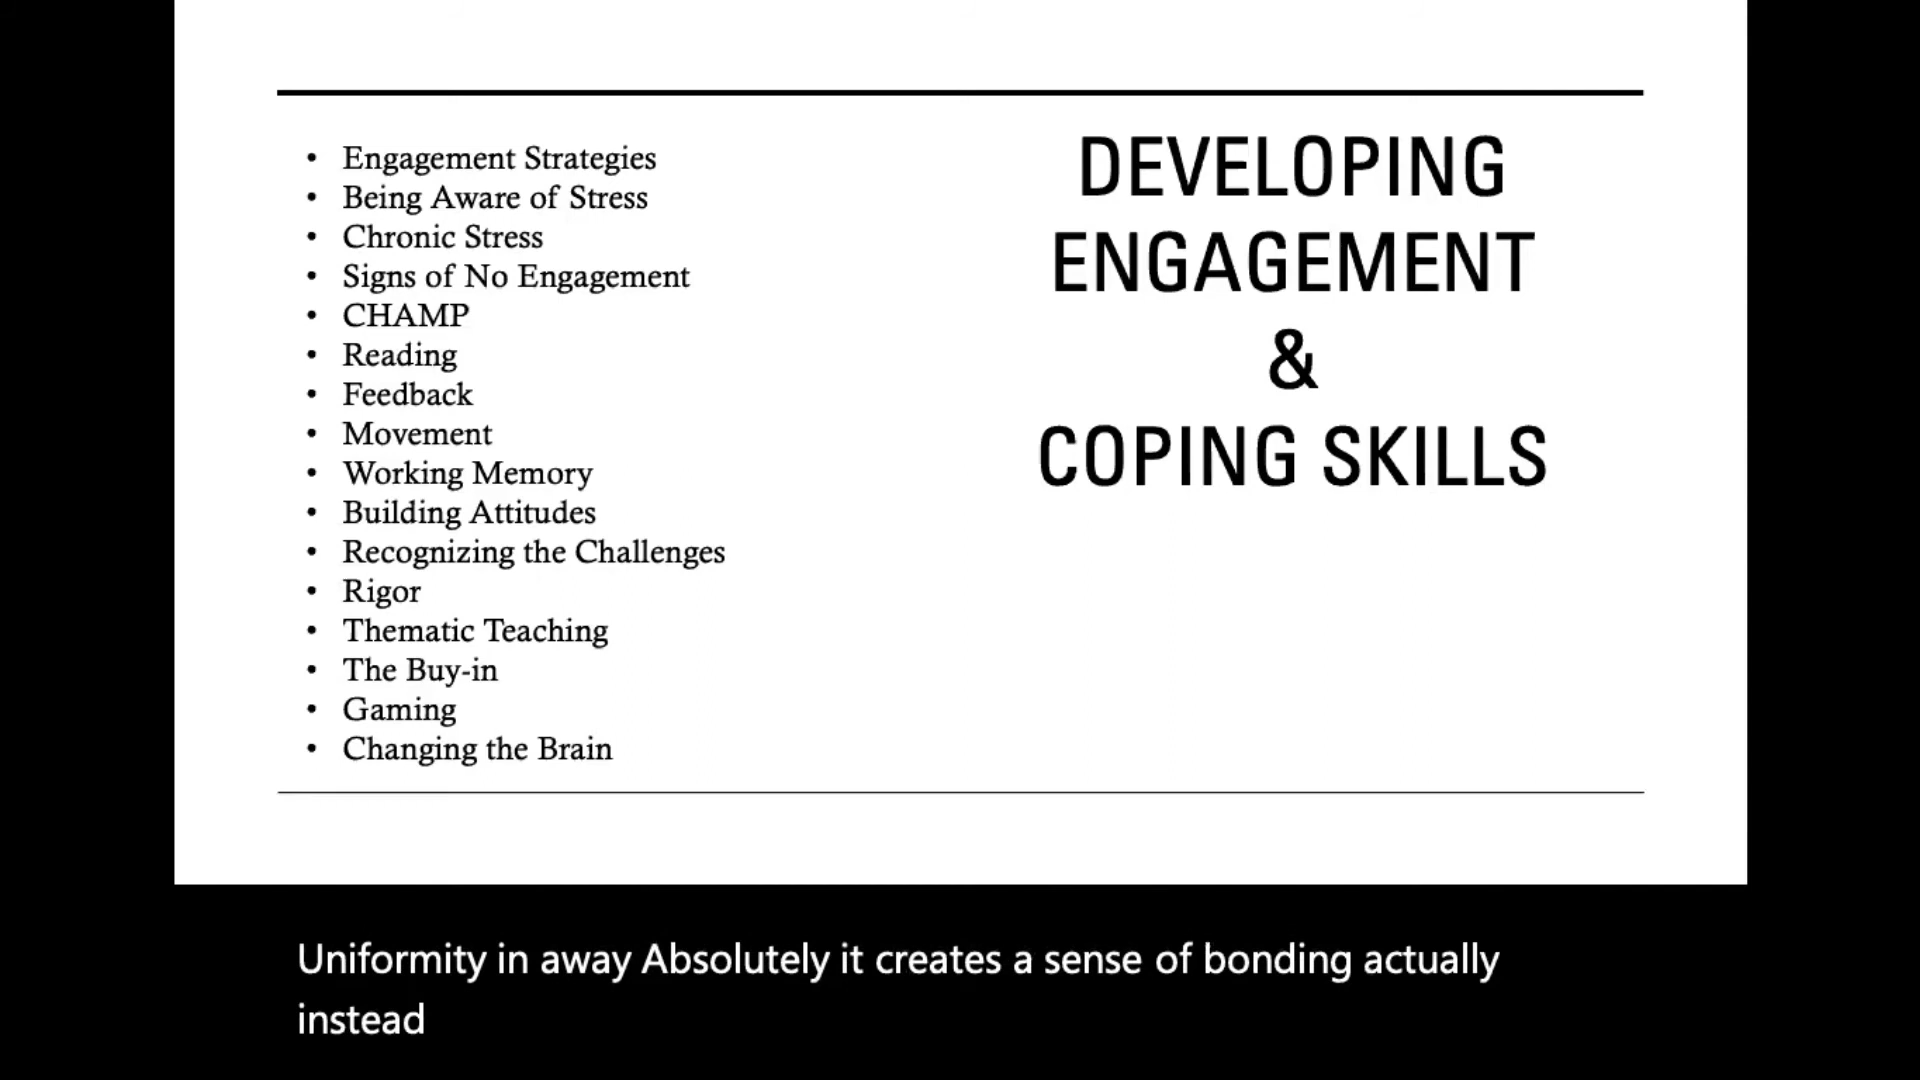 • Engagement Strategies
• Being Aware of Stress
• Chronic Stress
• Signs of No Engagement
• CHAMP
• Reading
• Feedback
• Movement
• Working Memory
• Building Attitudes
• Recognizing the Challenges
• Rigor
• Thematic Teaching
• The Buy-in
• Gaming
• Changing the Brain
DEVELOPING
ENGAGEMENT
&
COPING SKILLS
Uniformity in away Absolutely it creates a sense of bonding actually
instead